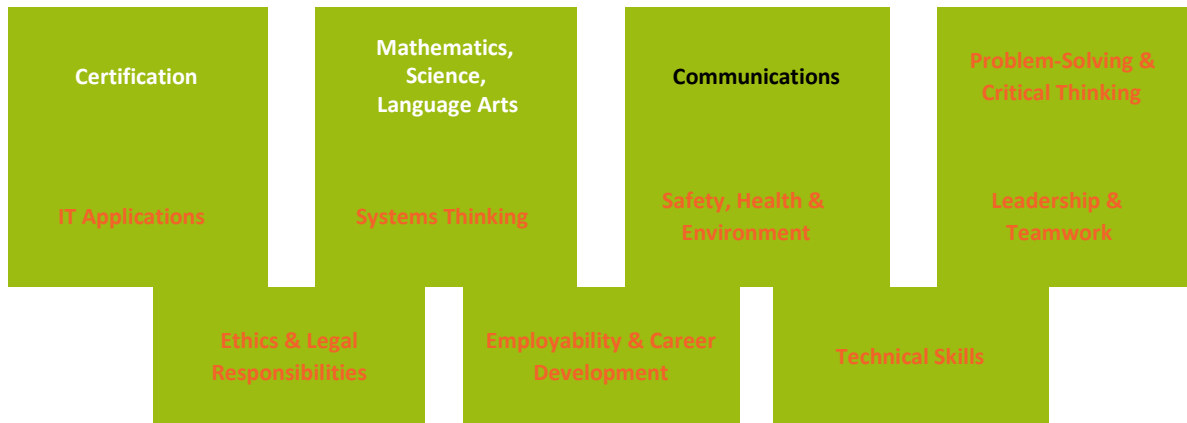 Certification
Mathematics,
Science,
Language Arts
Communications
Problem-Solving &
Critical Thinking
IT Applications
Systems Thinking
Safety, Health &
Environment
Leadership &
Teamwork
Ethics & Legal
Responsibilities
Employability & Career
Development
Technical Skills